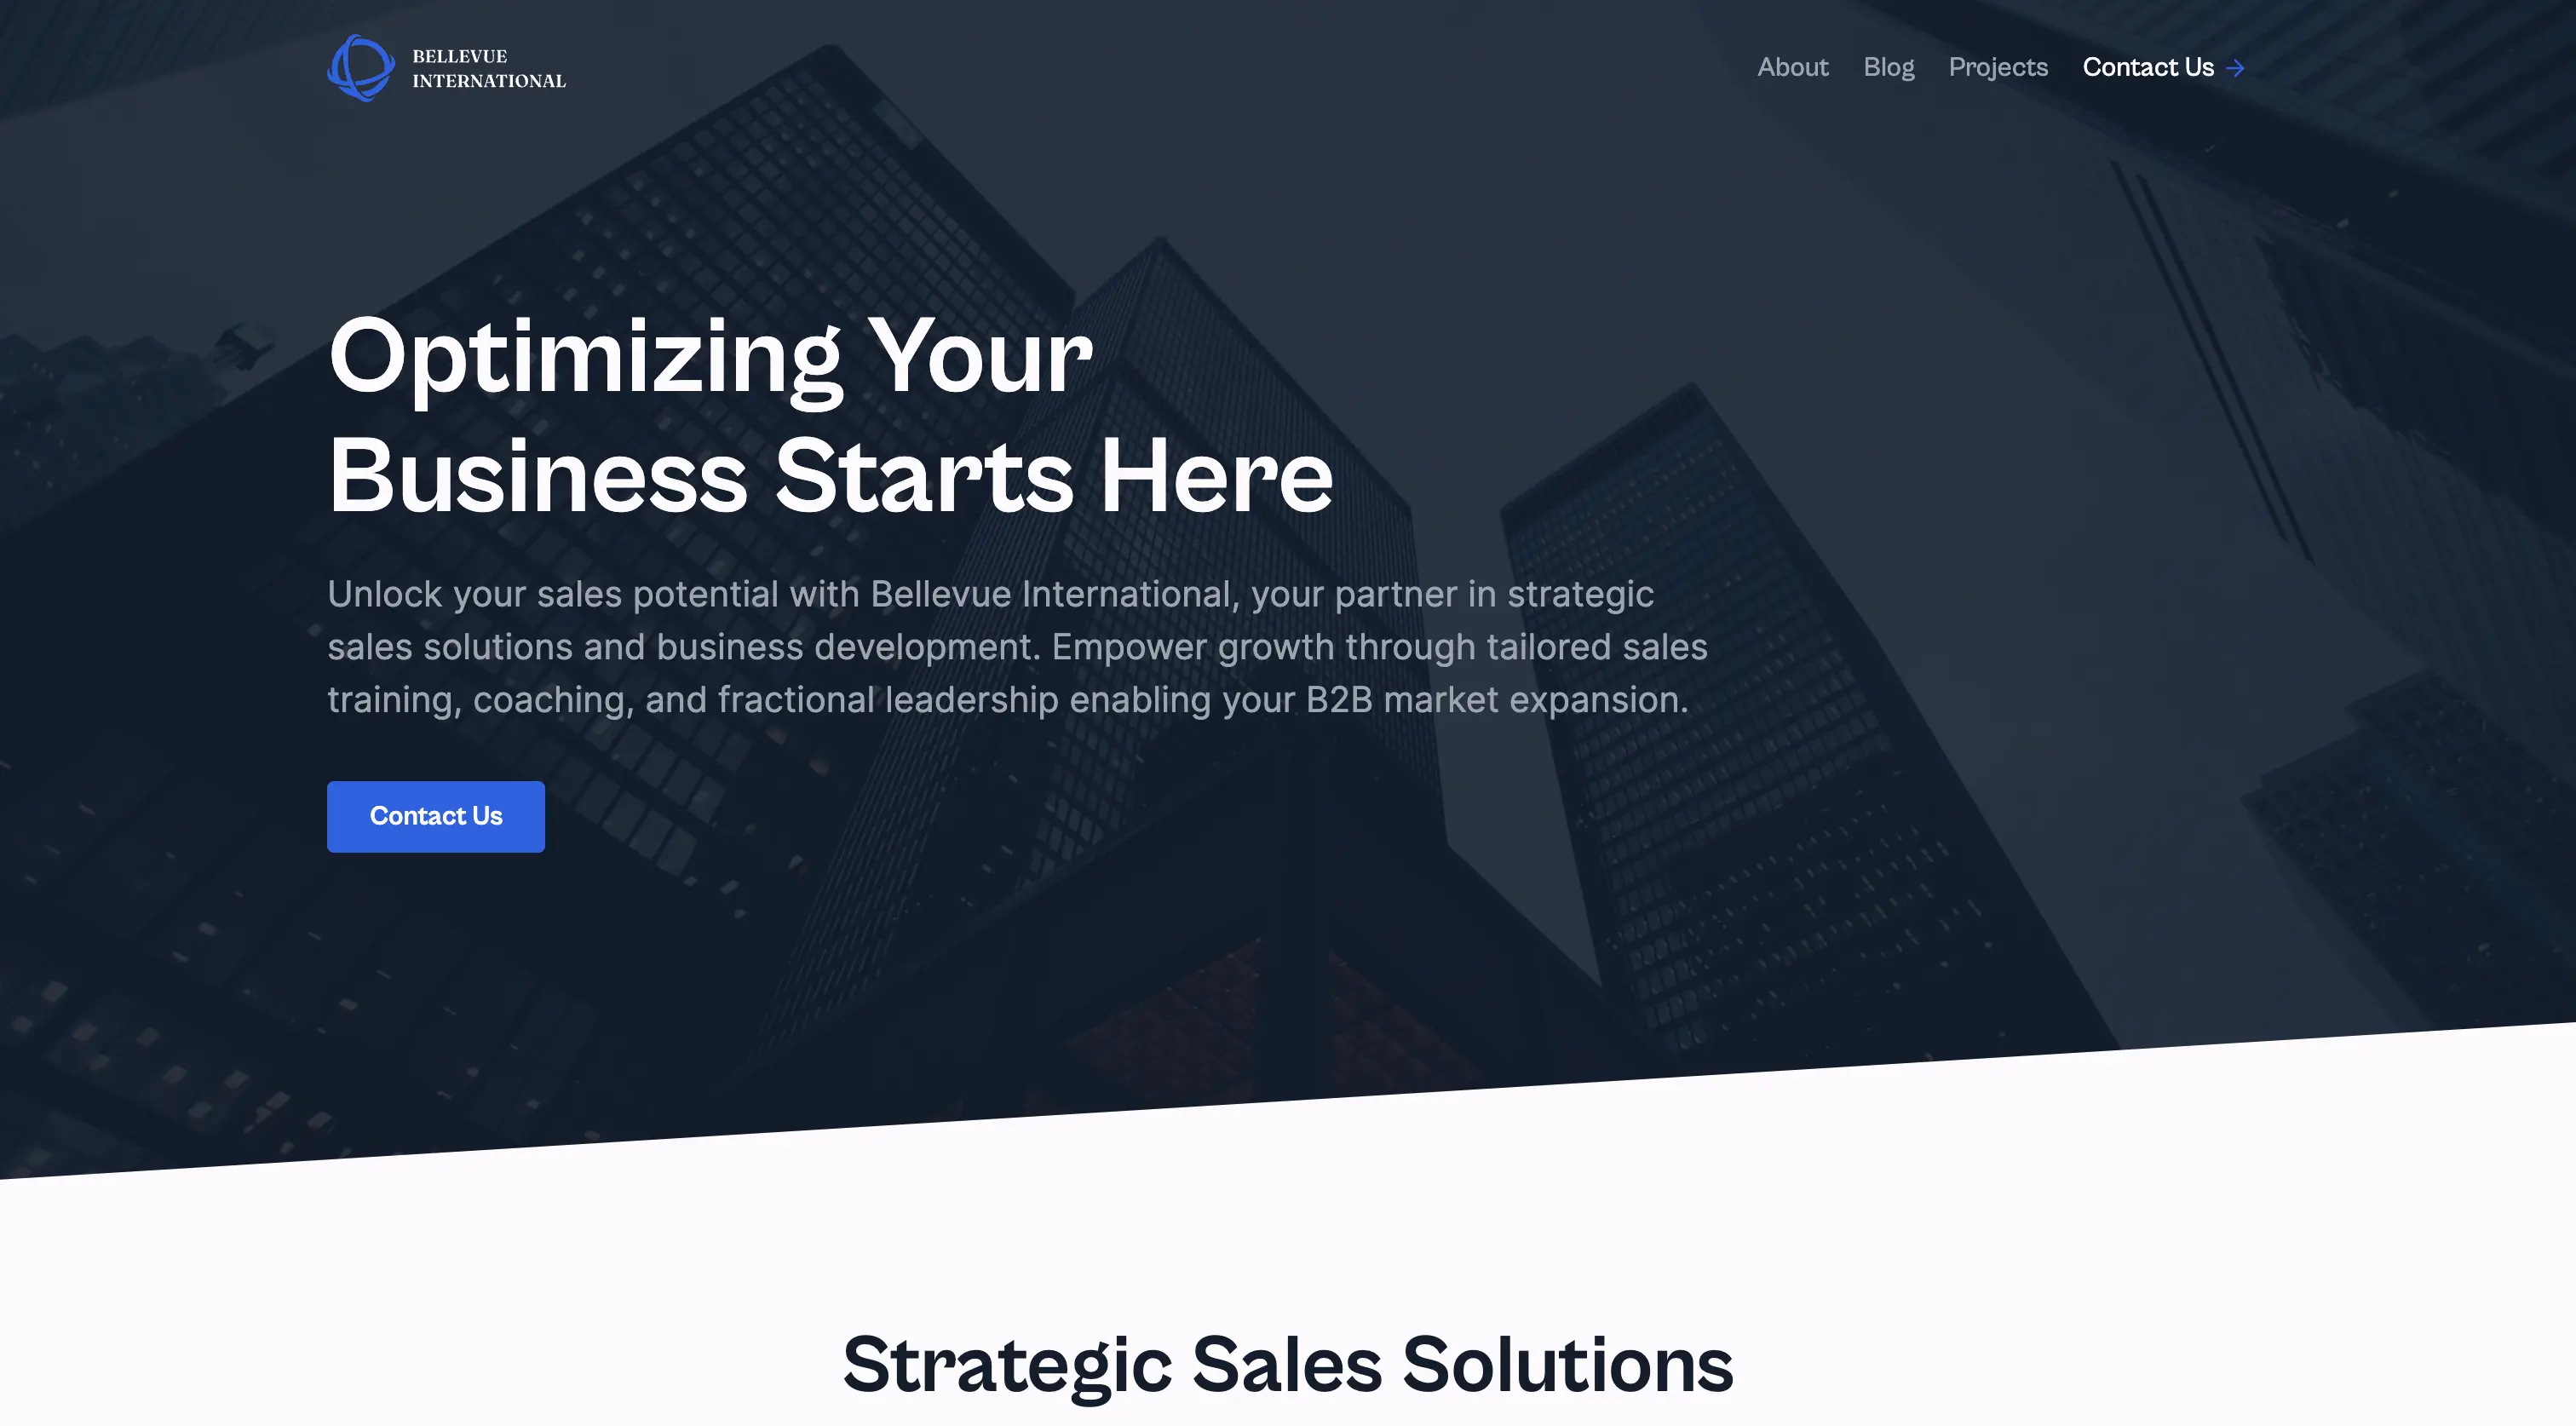 BELLEVUE
INTERNATIONAL
About Blog Projects Contact Us →
Optimizing Your
Business Starts Here
Unlock your sales potential with Bellevue International, your partner in strategic
sales solutions and business development. Empower growth through tailored sales
training, coaching, and fractional leadership enabling your B2B market expansion.
Contact Us
Strategic Sales Solutions